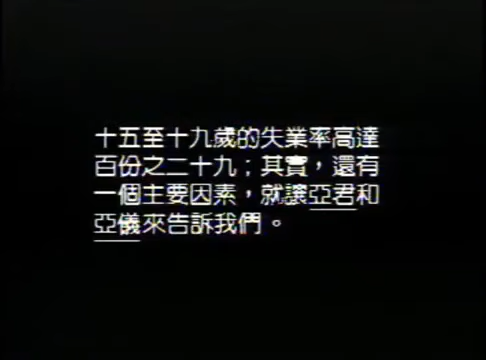 十五至十九歲的失業率高達
百份之二十九；其實，還有
一個主要因素，就讓亞君和
亞儀來告訴我們。